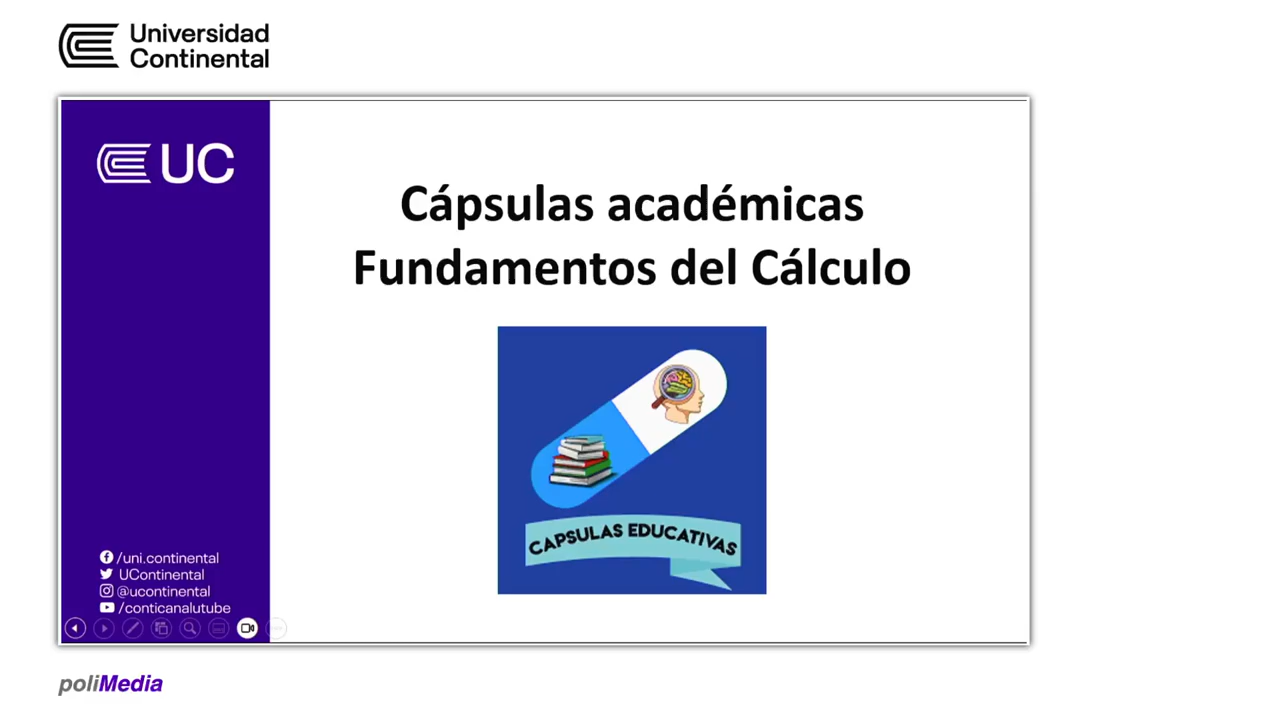 Universidad
Continental
UC
Cápsulas académicas
Fundamentos del Cálculo
CAPSULAS EDUCATIVAS
/uni.continental
UContinental
@ucontinental
/conticanalutube
poliMedia